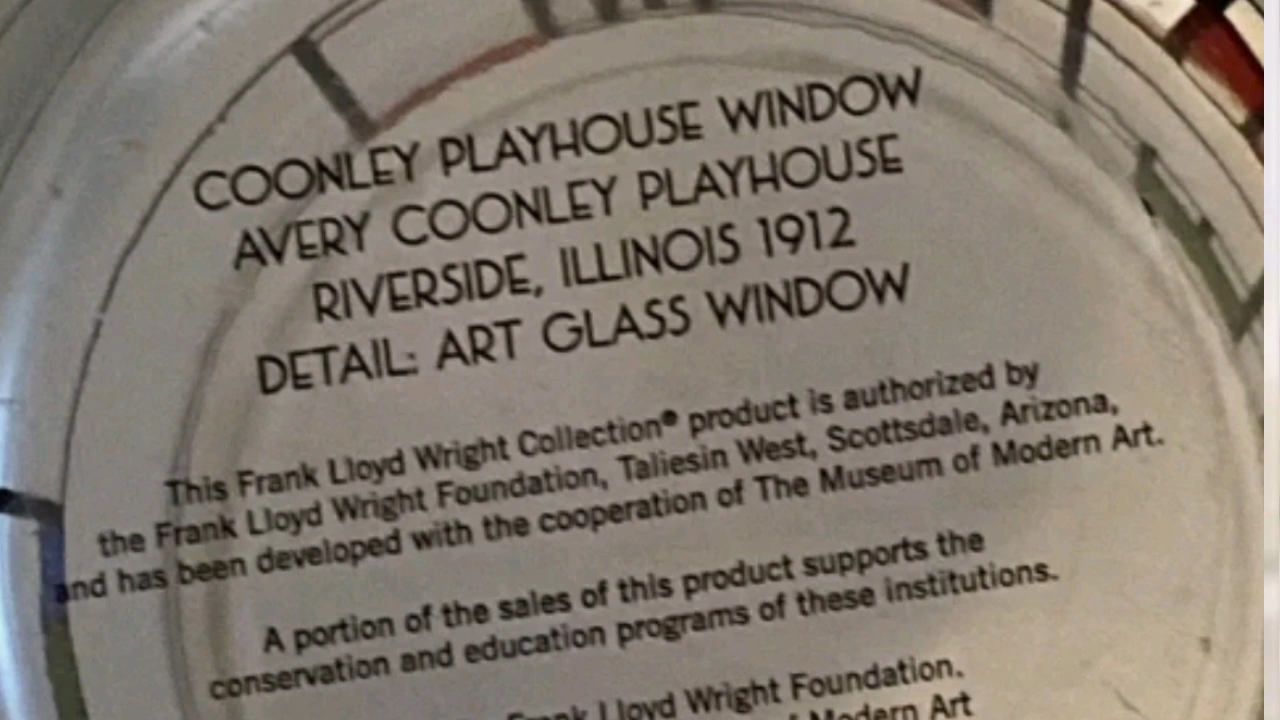 COONLEY PLAYHOUSE WINDOW
AVERY COONLEY PLAYHOUSE
RIVERSIDE, ILLINOIS 1912
DETAIL: ART GLASS WINDOW
This Frank Lloyd Wright Collection® product is authorized by
the Frank Lloyd Wright Foundation, Taliesin West, Scottsdale, Arizona,
and has been developed with the cooperation of The Museum of Modern Art.
A portion of the sales of this product supports the
conservation and education programs of these institutions.
Frank Lloyd Wright Foundation.
Modern Art